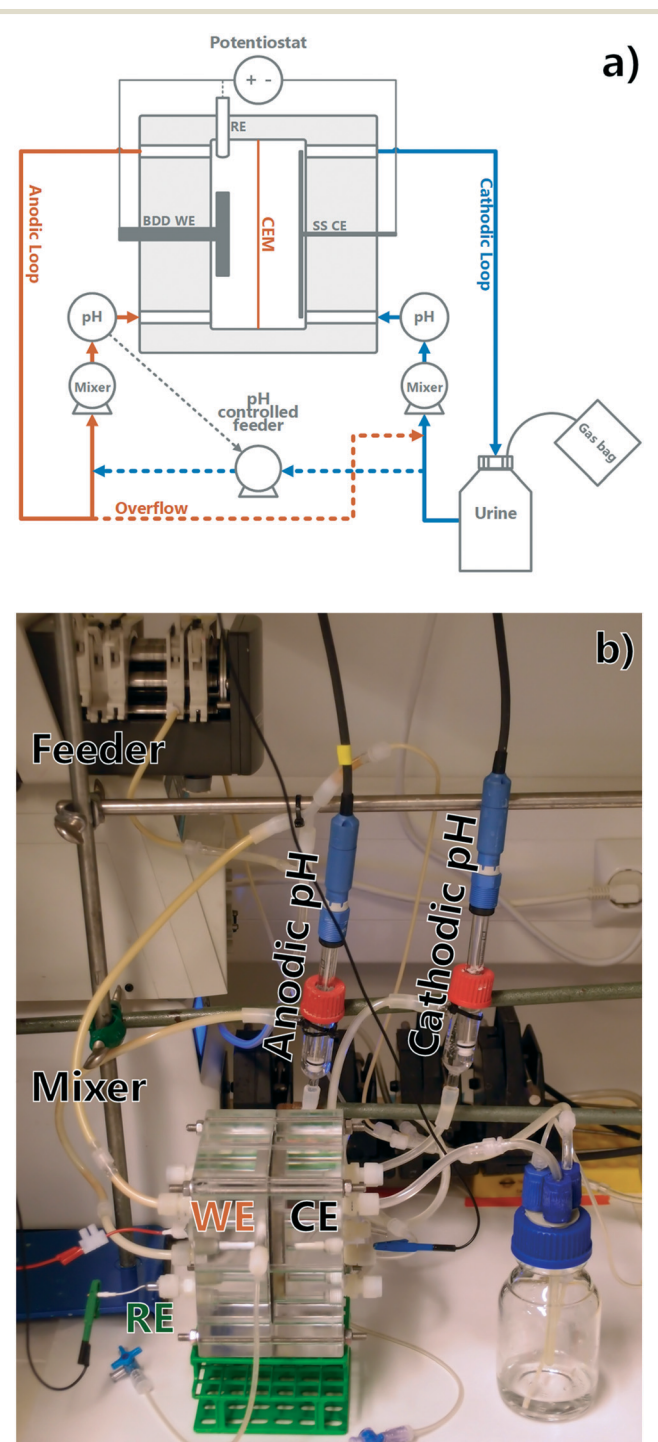 Potentiostat
a)
+ -
RE
Anodic Loop
BDD WE
CEM
SS CE
Cathodic Loop
pH
pH
Mixer
Mixer
pH
controlled
feeder
Gas bag
Overflow
Urine
b)
Feeder
Anodic pH
Cathodic pH
Mixer
WE
CE
RE